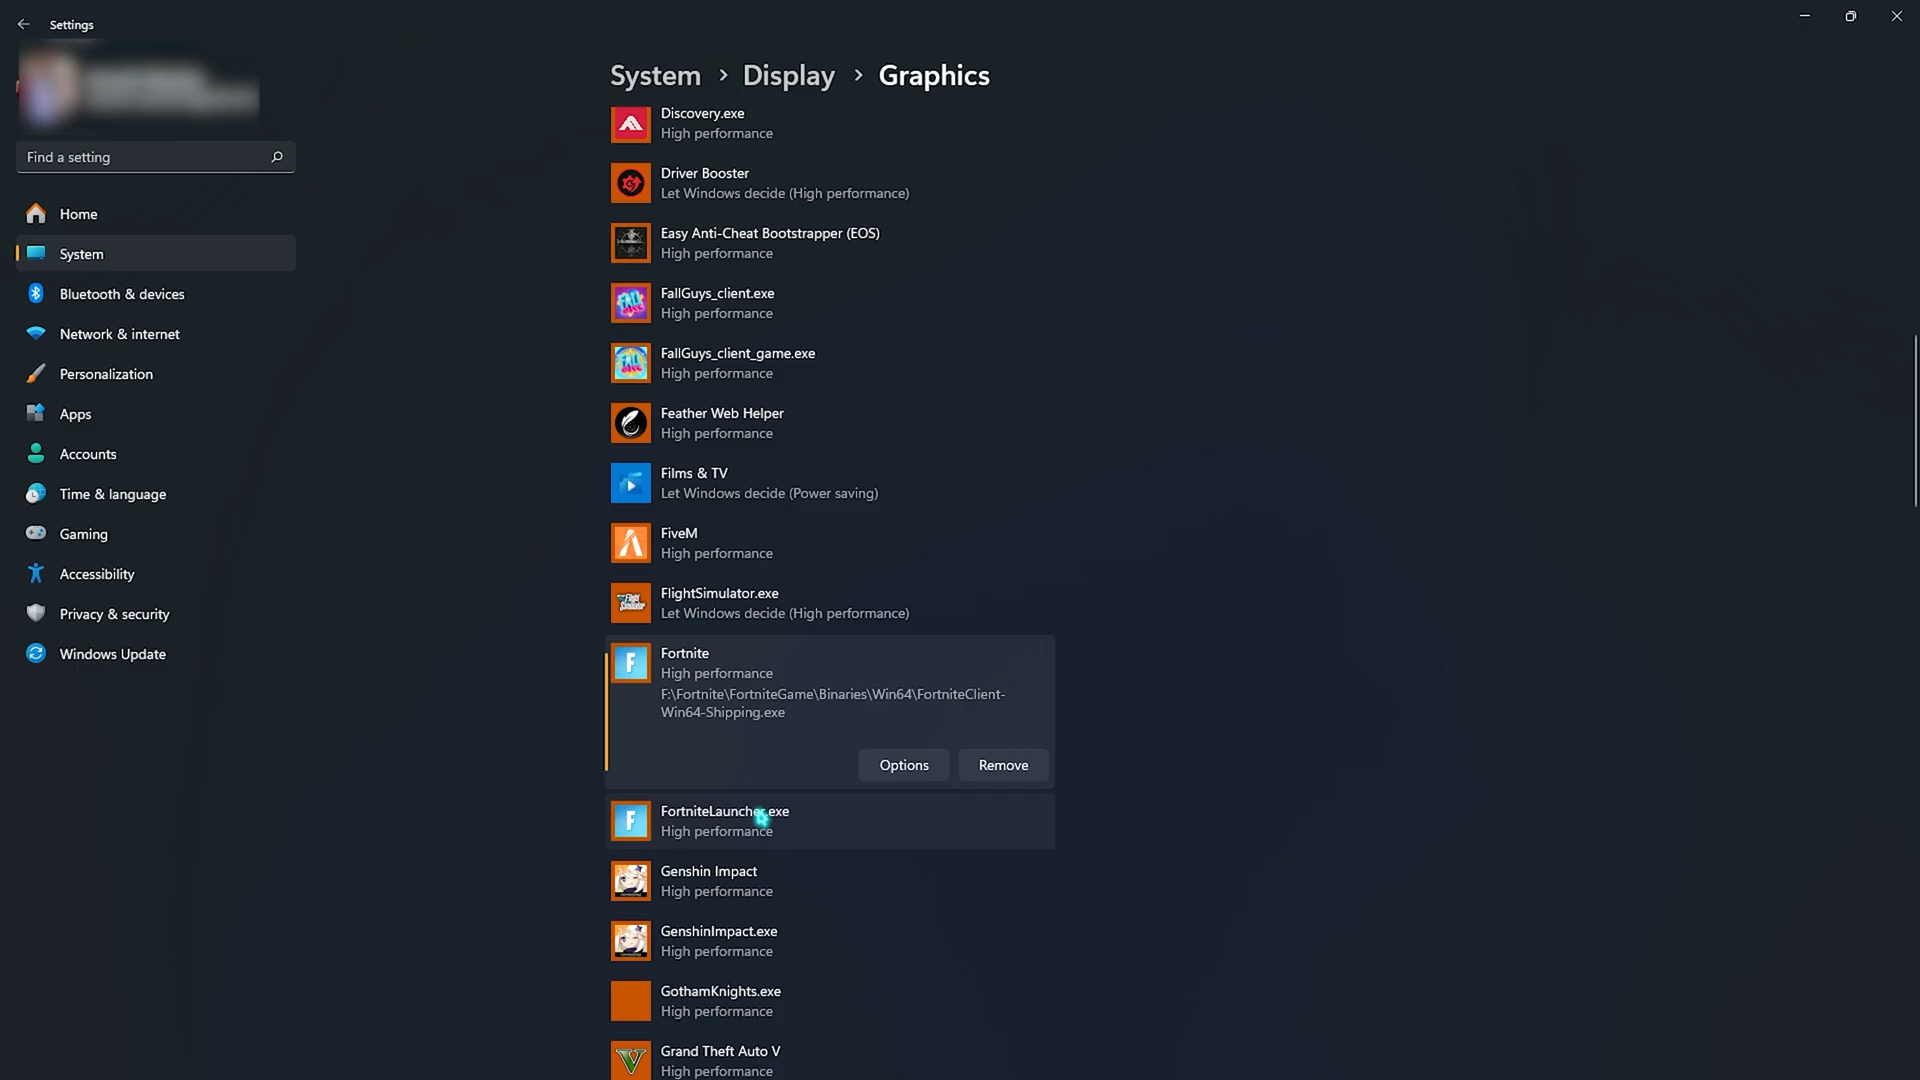 Settings
Find a setting
Home
System
Bluetooth & devices
Network & internet
Personalization
Apps
Accounts
Time & language
Gaming
Accessibility
Privacy & security
Windows Update
System > Display > Graphics
Discovery.exe
High performance
Driver Booster
Let Windows decide (High performance)
Easy Anti-Cheat Bootstrapper (EOS)
High performance
FallGuys_client.exe
High performance
FallGuys_client_game.exe
High performance
Feather Web Helper
High performance
Films & TV
Let Windows decide (Power saving)
FiveM
High performance
FlightSimulator.exe
Let Windows decide (High performance)
F
Fortnite
High performance
F:\Fortnite\FortniteGame\Binaries\Win64\FortniteClient-
Win64-Shipping.exe
Options
Remove
F
FortniteLauncher.exe
High performance
Genshin Impact
High performance
GenshinImpact.exe
High performance
GothamKnights.exe
High performance
Grand Theft Auto V
High performance